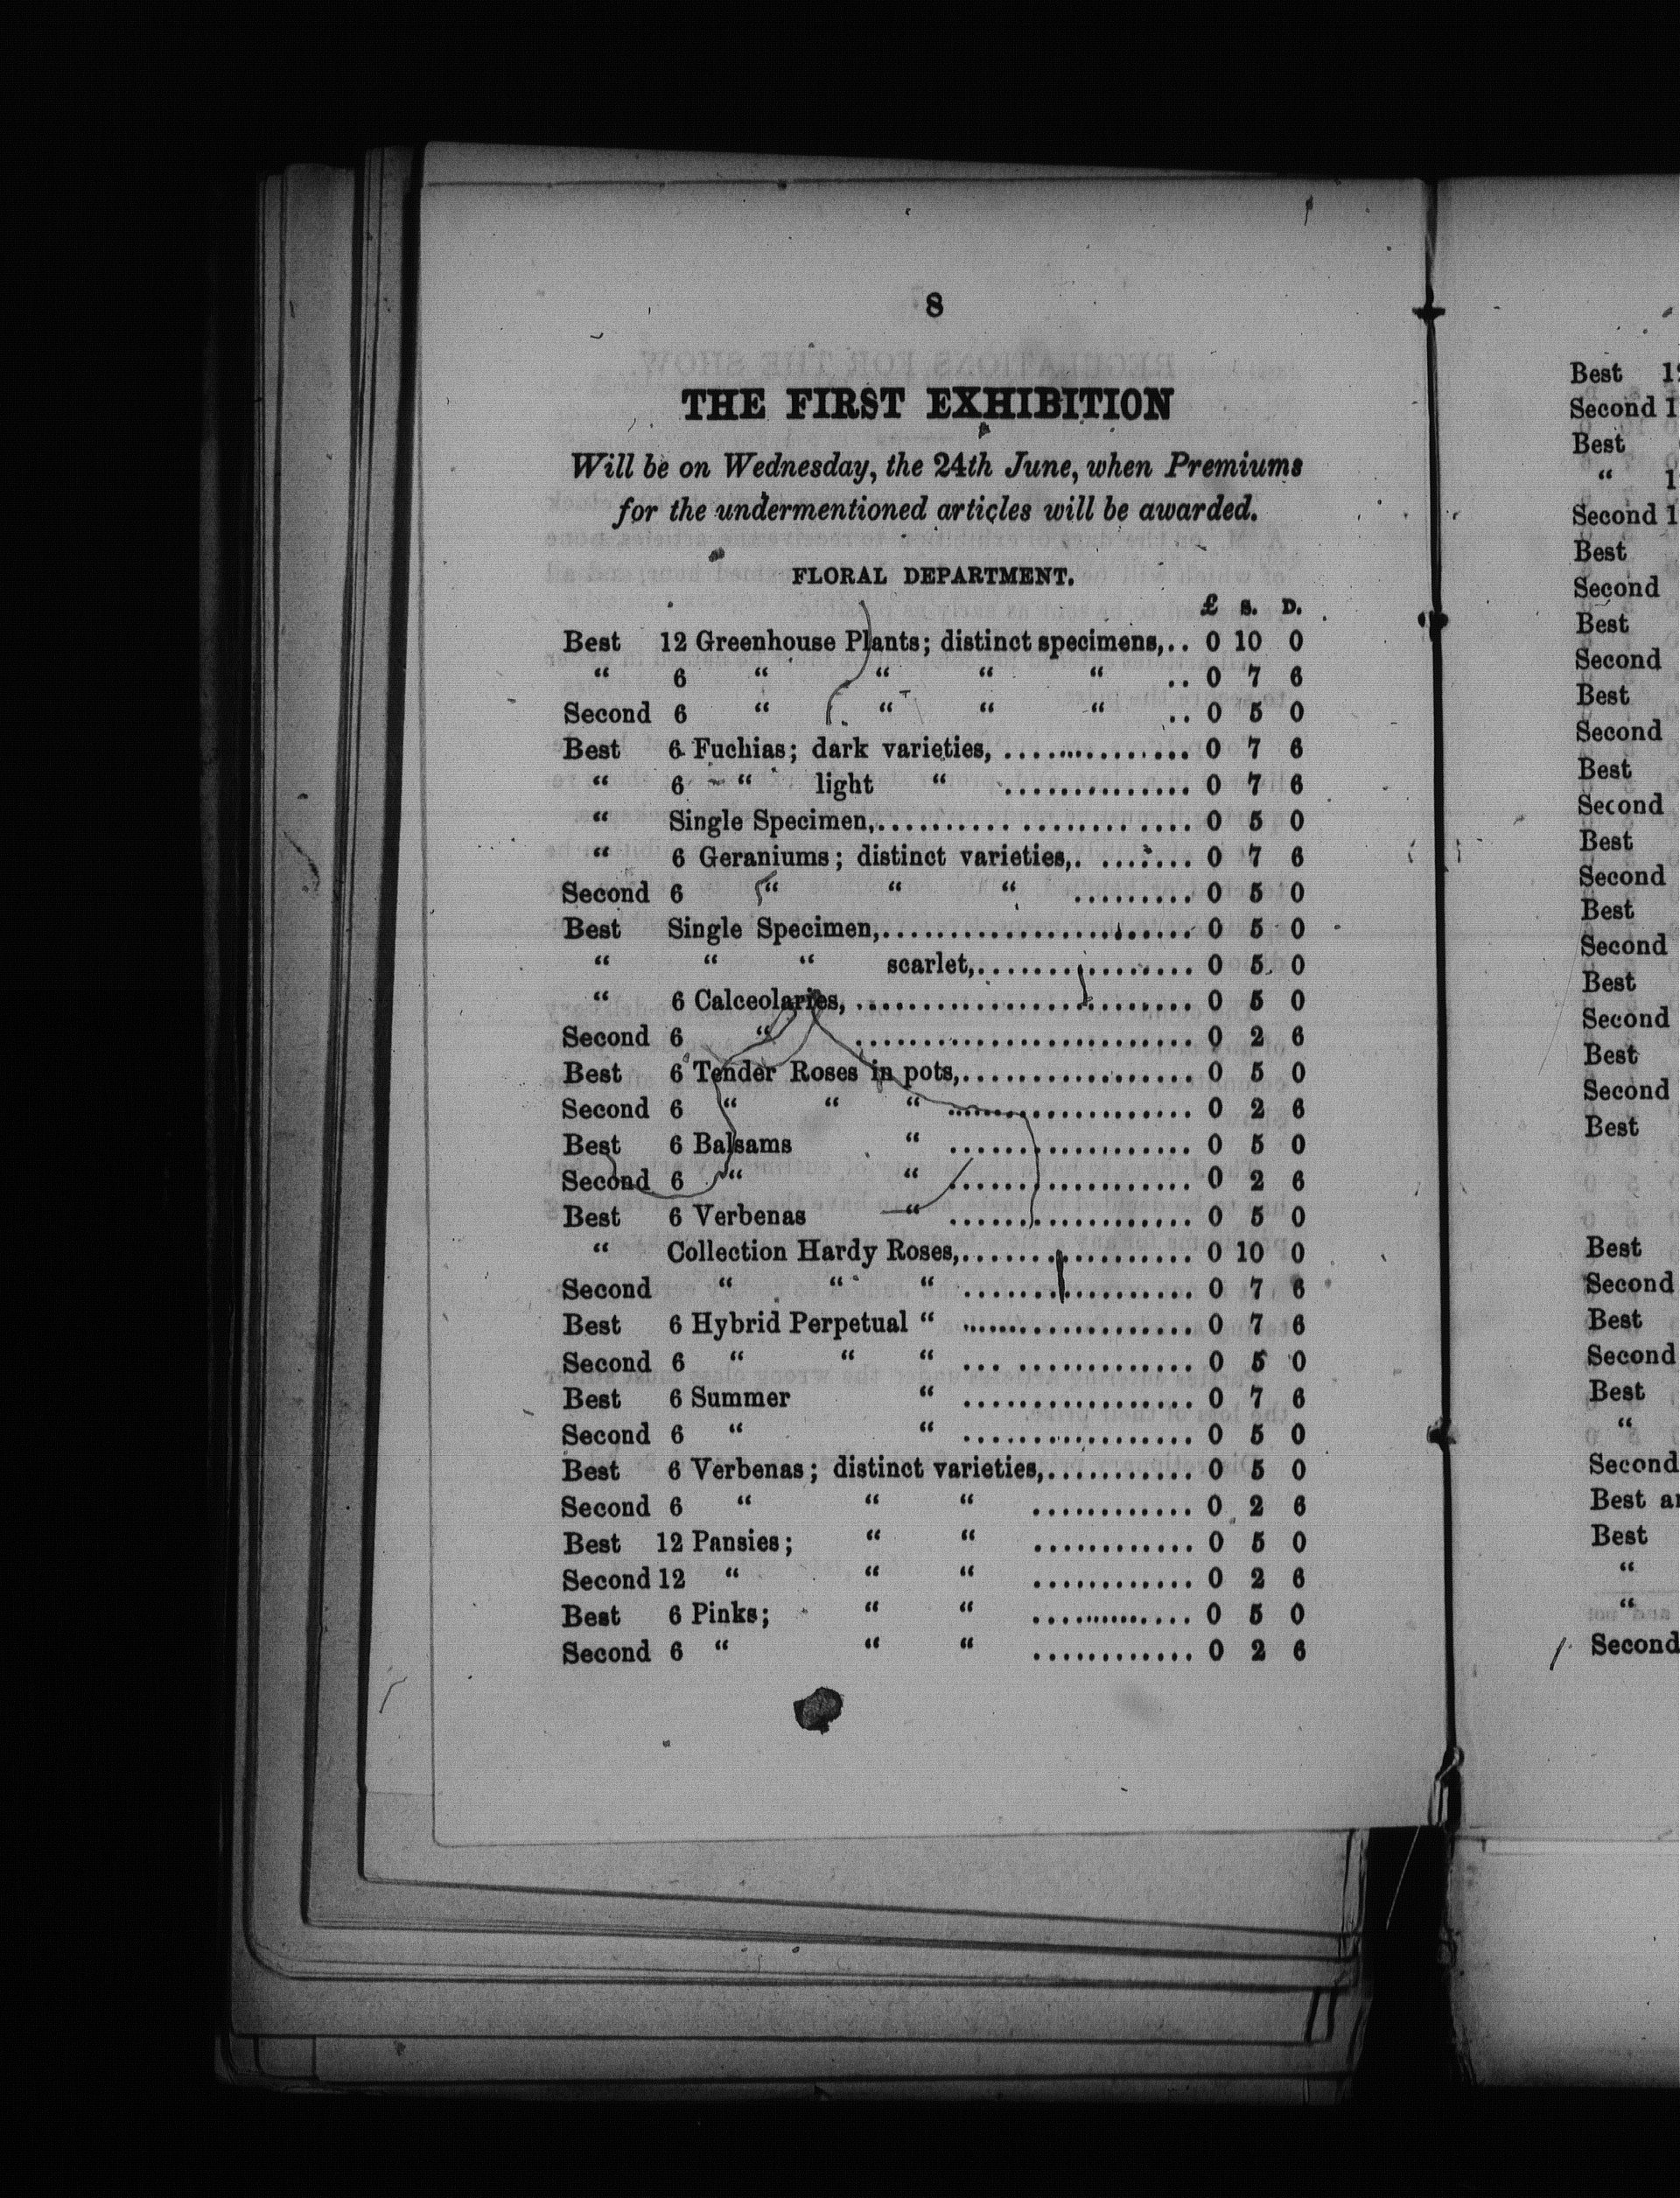 8
THE FIRST EXHIBITION
Will be on Wednesday, the 24th June, when Premiums
for the undermentioned articles will be awarded.
FLORAL DEPARTMENT.
£ S. D.
Best 12 Greenhouse Plants; distinct specimens,.. 0 10 0
“ 6 “ “ “ “ .. 0 7 6
Second 6 “ “ “ “ .. 0 5 0
Best 6 Fuchias; dark varieties, .............. 0 7 6
“ 6 “ light “ .............. 0 7 6
“ Single Specimen,....................... 0 5 0
“ 6 Geraniums; distinct varieties,. ....... 0 7 6
Second 6 “ “ “ ......... 0 5 0
Best Single Specimen,....................... 0 5 0
“ “ “ scarlet,................ 0 5 0
“ 6 Calceolaries, ......................... 0 5 0
Second 6 “ ......................... 0 2 6
Best 6 Tender Roses in pots,................. 0 5 0
Second 6 “ “ “ .................. 0 2 6
Best 6 Balsams “ .................. 0 5 0
Second 6 “ “ .................. 0 2 6
Best 6 Verbenas “ .................. 0 5 0
“ Collection Hardy Roses,................. 0 10 0
Second “ “ “ ................. 0 7 6
Best 6 Hybrid Perpetual “ ................. 0 7 6
Second 6 “ “ “ ... ............. 0 5 0
Best 6 Summer “ ................. 0 7 6
Second 6 “ “ ................. 0 5 0
Best 6 Verbenas; distinct varieties,........... 0 5 0
Second 6 “ “ “ ............ 0 2 6
Best 12 Pansies; “ “ ............ 0 5 0
Second 12 “ “ “ ............ 0 2 6
Best 6 Pinks; “ “ ............ 0 5 0
Second 6 “ “ “ ............ 0 2 6
Best
Second 1
Best
“ 1
Second 1
Best
Second
Best
Second
Best
Second
Best
Second
Best
Second
Best
Second
Best
Second
Best
Second
Best
Best
Second
Best
Second
Best
“
Second
Best
Best
“
“
Second